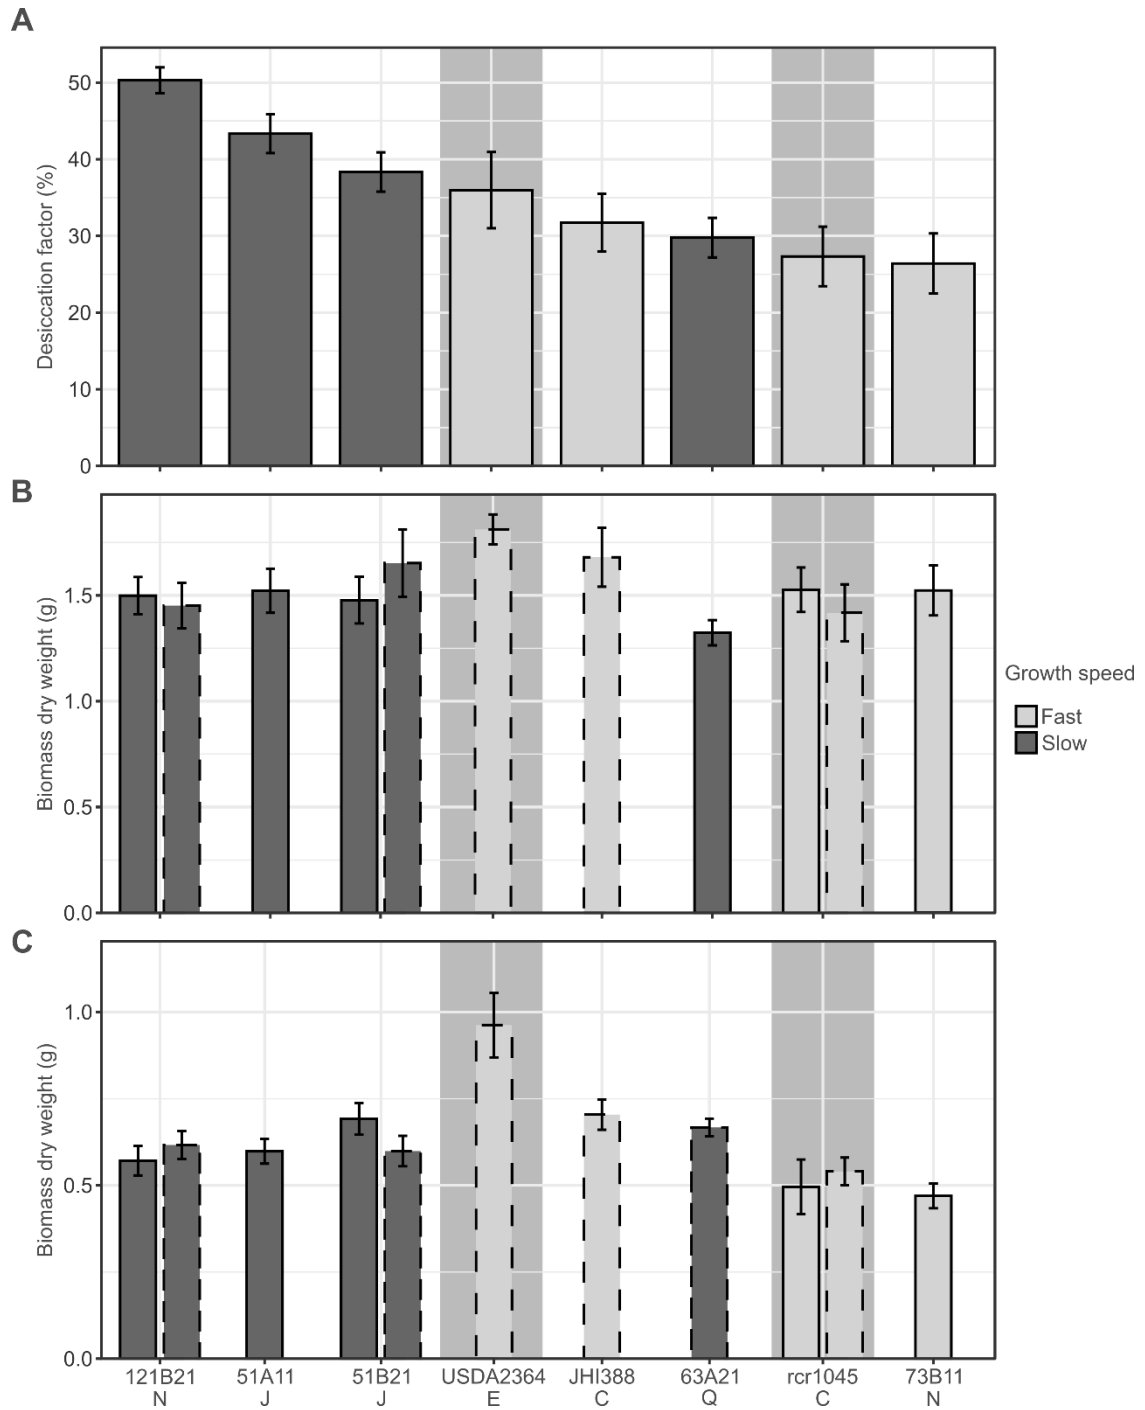 A
Desiccation factor (%)
50
40
30
20
10
0
B
Biomass dry weight (g)
1.5
1.0
0.5
0.0
Growth speed
Fast
Slow
C
Biomass dry weight (g)
1.0
0.5
0.0
121B21 51A11 51B21 USDA2364 JHI388 63A21 rcr1045 73B11
N J J E C Q C N